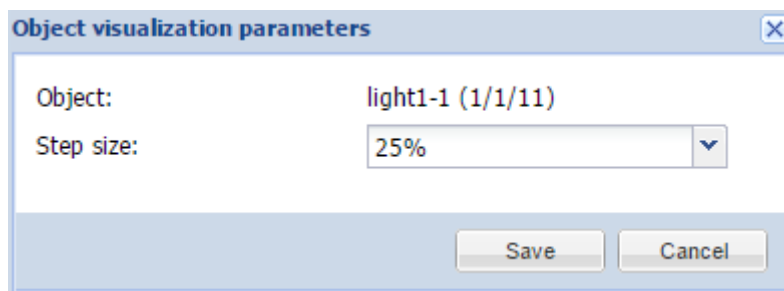 Object visualization parameters
Object: light1-1 (1/1/11)
Step size: 25%
Save Cancel